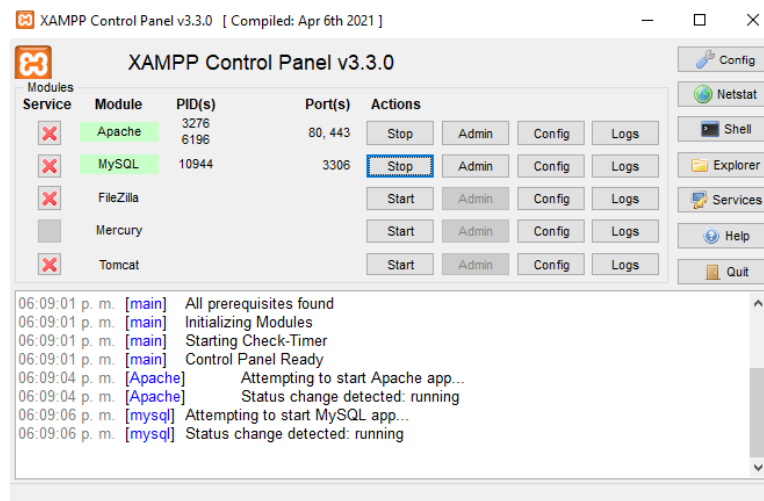 XAMPP Control Panel v3.3.0 [ Compiled: Apr 6th 2021 ]
XAMPP Control Panel v3.3.0
Config
Modules
Service Module PID(s) Port(s) Actions
Netstat
Apache 3276 6196 80, 443 Stop Admin Config Logs
Shell
MySQL 10944 3306 Stop Admin Config Logs
Explorer
FileZilla Start Admin Config Logs
Services
Mercury Start Admin Config Logs
Help
Tomcat Start Admin Config Logs
Quit
06:09:01 p. m. [main] All prerequisites found
06:09:01 p. m. [main] Initializing Modules
06:09:01 p. m. [main] Starting Check-Timer
06:09:01 p. m. [main] Control Panel Ready
06:09:04 p. m. [Apache] Attempting to start Apache app...
06:09:04 p. m. [Apache] Status change detected: running
06:09:06 p. m. [mysql] Attempting to start MySQL app...
06:09:06 p. m. [mysql] Status change detected: running